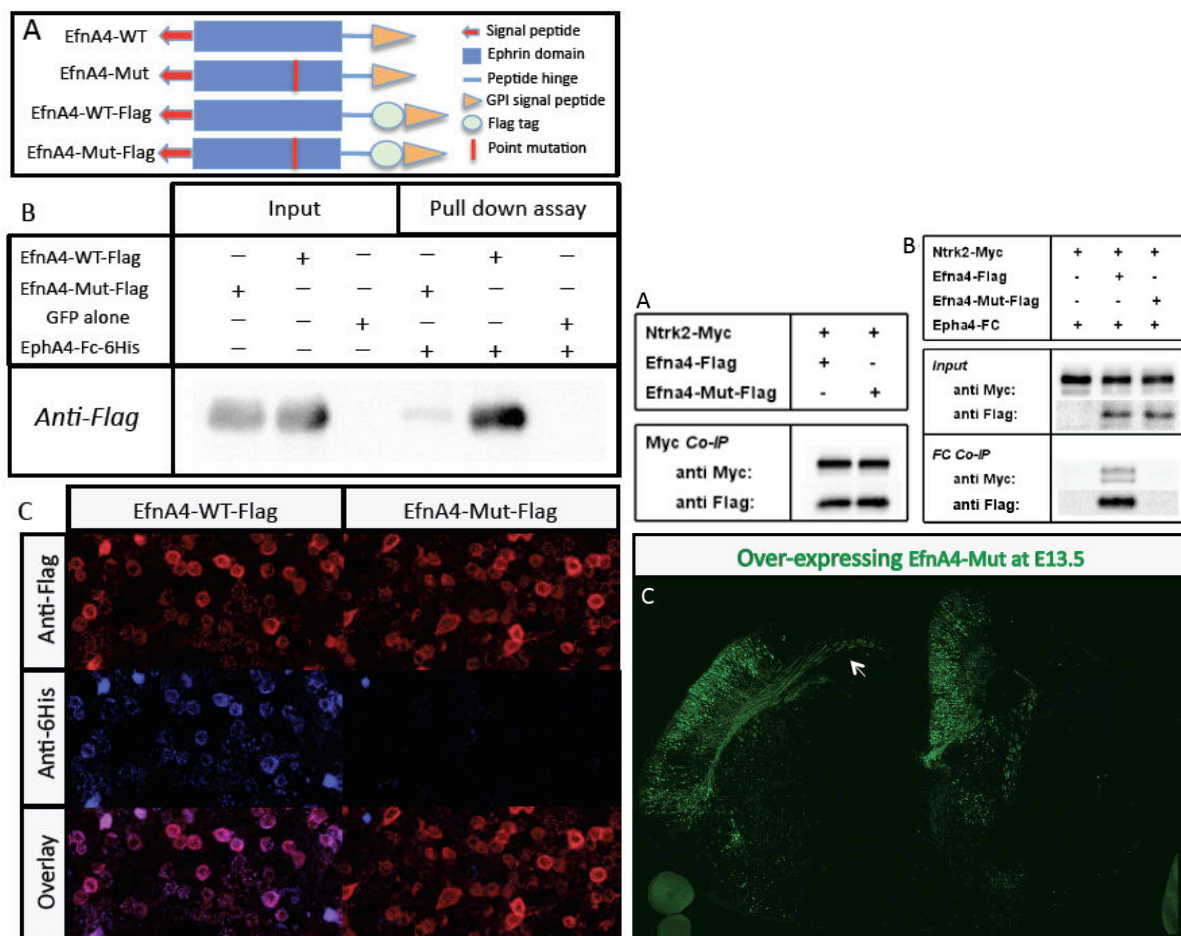 A
EfnA4-WT
EfnA4-Mut
EfnA4-WT-Flag
EfnA4-Mut-Flag
Signal peptide
Ephrin domain
Peptide hinge
GPI signal peptide
Flag tag
Point mutation
B
Input Pull down assay
EfnA4-WT-Flag — + — — + —
EfnA4-Mut-Flag + — — + — —
GFP alone — — + — — +
EphA4-Fc-6His — — — + + +
Anti-Flag
C
EfnA4-WT-Flag EfnA4-Mut-Flag
Anti-Flag
Anti-6His
Overlay
A
Ntrk2-Myc + +
Efna4-Flag + -
Efna4-Mut-Flag - +
Myc Co-IP
anti Myc:
anti Flag:
B
Ntrk2-Myc + + +
Efna4-Flag - + -
Efna4-Mut-Flag - - +
Epha4-FC + + +
Input
anti Myc:
anti Flag:
FC Co-IP
anti Myc:
anti Flag:
Over-expressing EfnA4-Mut at E13.5
C